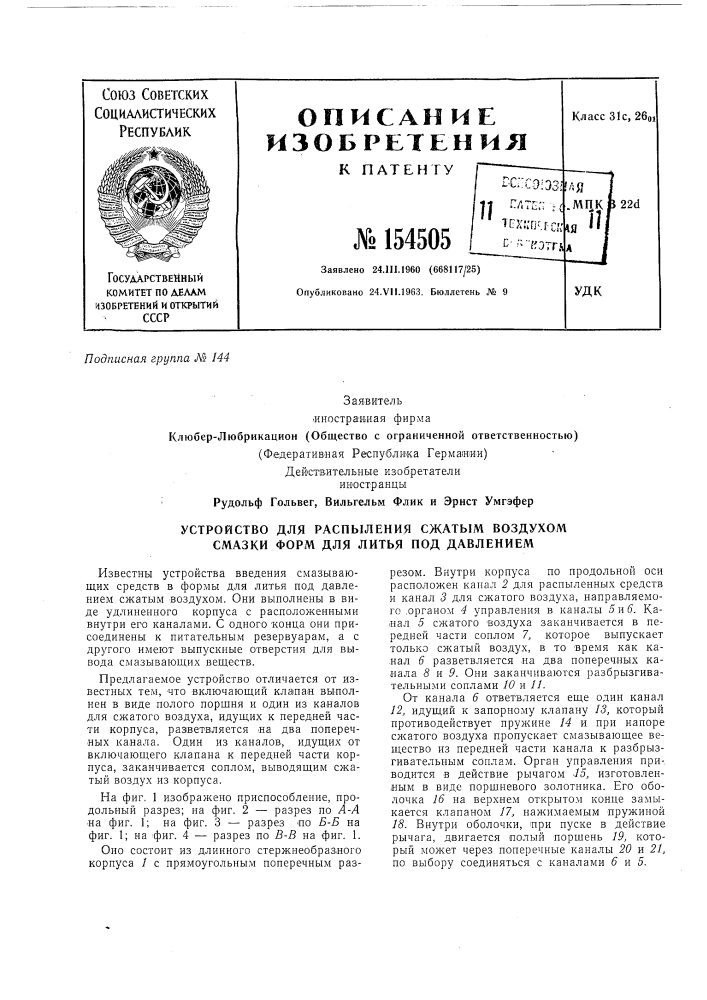 Союз Советских
Социалистических
Республик
Государственный
комитет по делам
изобретений и открытий
СССР
ОПИСАНИЕ
ИЗОБРЕТЕНИЯ
К ПАТЕНТУ
№ 154505
Заявлено 24.III.1960 (668117/25)
Опубликовано 24.VII.1963. Бюллетень № 9
Класс 31с, 26₀₁
МПК В 22d
УДК
11
11
Подписная группа № 144
Заявитель
иностранная фирма
Клюбер-Любрикацион (Общество с ограниченной ответственностью)
(Федеративная Республика Германии)
Действительные изобретатели
иностранцы
Рудольф Гольвег, Вильгельм Флик и Эрнст Умгэфер
УСТРОЙСТВО ДЛЯ РАСПЫЛЕНИЯ СЖАТЫМ ВОЗДУХОМ
СМАЗКИ ФОРМ ДЛЯ ЛИТЬЯ ПОД ДАВЛЕНИЕМ
Известны устройства введения смазываю-
щих средств в формы для литья под давле-
нием сжатым воздухом. Они выполнены в ви-
де удлиненного корпуса с расположенными
внутри его каналами. С одного конца они при-
соединены к питательным резервуарам, а с
другого имеют выпускные отверстия для вы-
вода смазывающих веществ.
Предлагаемое устройство отличается от из-
вестных тем, что включающий клапан выпол-
нен в виде полого поршня и один из каналов
для сжатого воздуха, идущих к передней час-
ти корпуса, разветвляется на два попереч-
ных канала. Один из каналов, идущих от
включающего клапана к передней части кор-
пуса, заканчивается соплом, выводящим сжа-
тый воздух из корпуса.
На фиг. 1 изображено приспособление, про-
дольный разрез; на фиг. 2 — разрез по А-А
на фиг. 1; на фиг. 3 — разрез по Б-Б на
фиг. 1; на фиг. 4 — разрез по В-В на фиг. 1.
Оно состоит из длинного стержнеобразного
корпуса 1 с прямоугольным поперечным раз-
резом. Внутри корпуса по продольной оси
расположен канал 2 для распыленных средств
и канал 3 для сжатого воздуха, направляемо-
го органом 4 управления в каналы 5 и 6. Ка-
нал 5 сжатого воздуха заканчивается в пе-
редней части соплом 7, которое выпускает
только сжатый воздух, в то время как ка-
нал 6 разветвляется на два поперечных ка-
нала 8 и 9. Они заканчиваются разбрызгива-
тельными соплами 10 и 11.
От канала 6 ответвляется еще один канал
12, идущий к запорному клапану 13, который
противодействует пружине 14 и при напоре
сжатого воздуха пропускает смазывающее ве-
щество из передней части канала к разбрыз-
гивательным соплам. Орган управления при-
водится в действие рычагом 15, изготовлен-
ным в виде поршневого золотника. Его обо-
лочка 16 на верхнем открытом конце замы-
кается клапаном 17, нажимаемым пружиной
18. Внутри оболочки, при пуске в действие
рычага, двигается полый поршень 19, кото-
рый может через поперечные каналы 20 и 21,
по выбору соединяться с каналами 6 и 5.